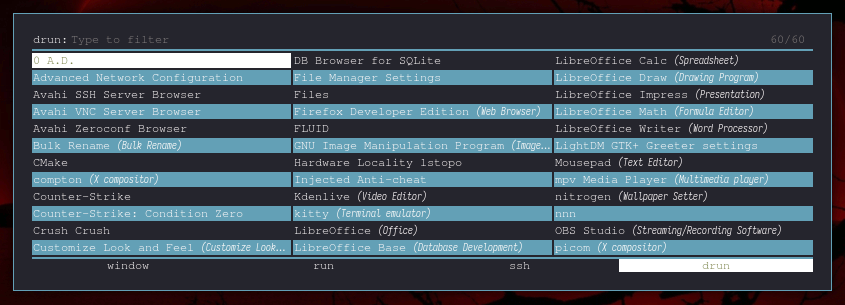 drun: Type to filter 60/60
0 A.D. DB Browser for SQLite LibreOffice Calc (Spreadsheet)
Advanced Network Configuration File Manager Settings LibreOffice Draw (Drawing Program)
Avahi SSH Server Browser Files LibreOffice Impress (Presentation)
Avahi VNC Server Browser Firefox Developer Edition (Web Browser) LibreOffice Math (Formula Editor)
Avahi Zeroconf Browser FLUID LibreOffice Writer (Word Processor)
Bulk Rename (Bulk Rename) GNU Image Manipulation Program (Image... LightDM GTK+ Greeter settings
CMake Hardware Locality lstopo Mousepad (Text Editor)
compton (X compositor) Injected Anti-cheat mpv Media Player (Multimedia player)
Counter-Strike Kdenlive (Video Editor) nitrogen (Wallpaper Setter)
Counter-Strike: Condition Zero kitty (Terminal emulator) nnn
Crush Crush LibreOffice (Office) OBS Studio (Streaming/Recording Software)
Customize Look and Feel (Customize Look... LibreOffice Base (Database Development) picom (X compositor)
window run ssh drun